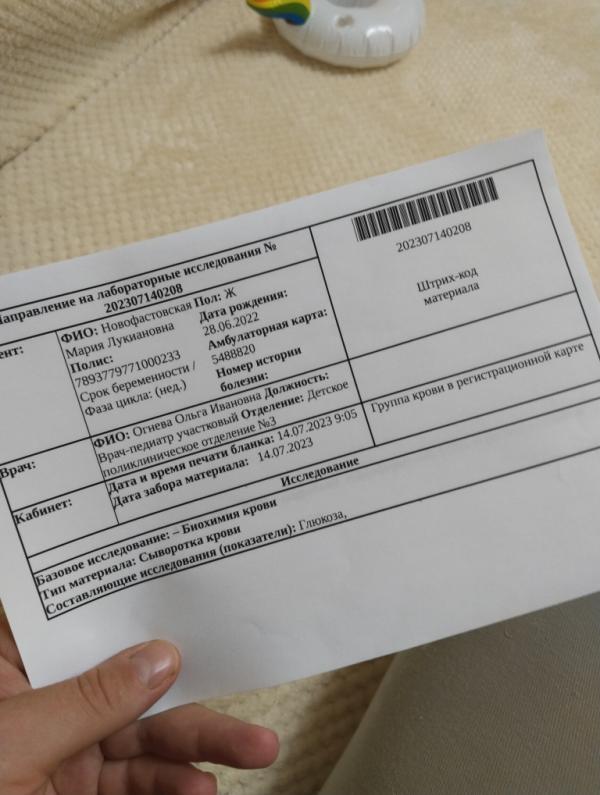 Направление на лабораторные исследования №
202307140208
202307140208
Штрих-код
материала
ент:
ФИО: Новофастовская Пол: Ж
Мария Лукиановна
Дата рождения:
28.06.2022
Полис:
7893779771000233
Амбулаторная карта:
5488820
Срок беременности /
Фаза цикла: (нед.)
Номер истории
болезни:
Врач:
ФИО: Огнева Ольга Ивановна Должность:
Врач-педиатр участковый Отделение: Детское
поликлиническое отделение №3
Группа крови в регистрационной карте
Кабинет:
Дата и время печати бланка: 14.07.2023 9:05
Дата забора материала: 14.07.2023
Исследование
Базовое исследование: – Биохимия крови
Тип материала: Сыворотка крови
Составляющие исследования (показатели): Глюкоза,